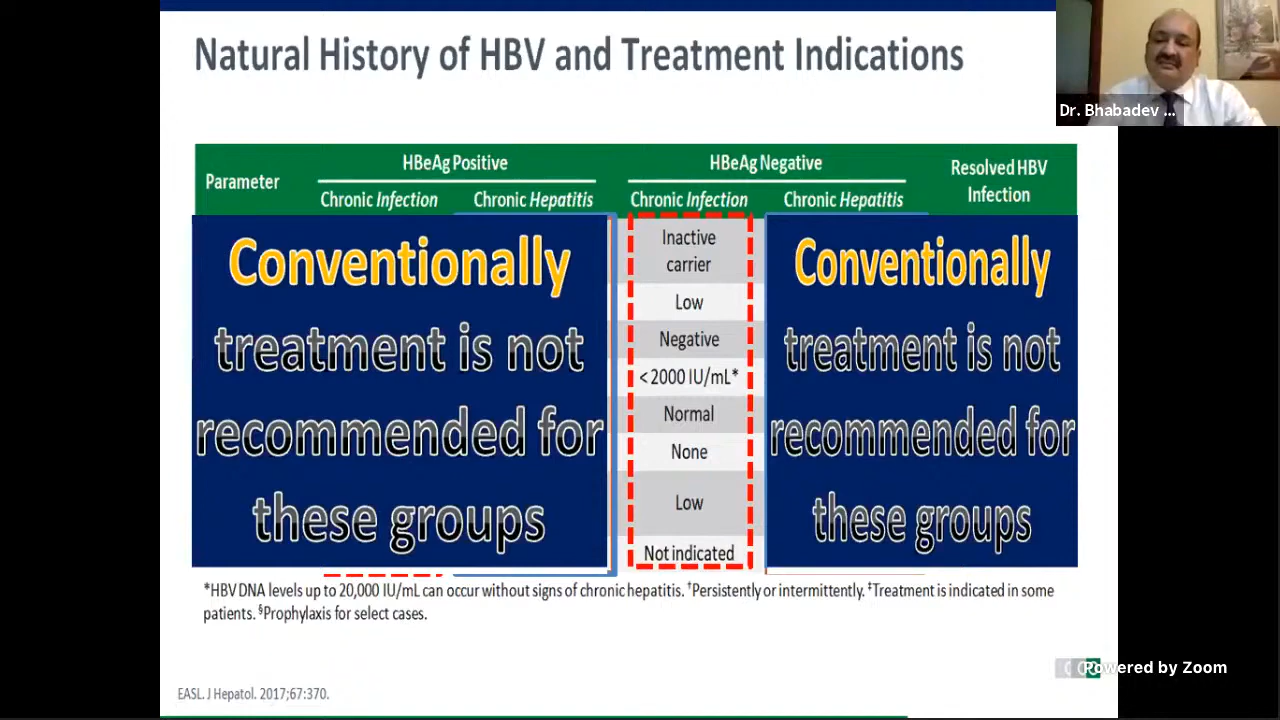 Natural History of HBV and Treatment Indications
Dr. Bhabadev ...
Parameter
HBeAg Positive
HBeAg Negative
Resolved HBV
Infection
Chronic Infection
Chronic Hepatitis
Chronic Infection
Chronic Hepatitis
Conventionally
treatment is not
recommended for
these groups
Inactive
carrier
Low
Negative
< 2000 IU/mL*
Normal
None
Low
Not indicated
Conventionally
treatment is not
recommended for
these groups
*HBV DNA levels up to 20,000 IU/mL can occur without signs of chronic hepatitis. †Persistently or intermittently. ‡Treatment is indicated in some
patients. §Prophylaxis for select cases.
Powered by Zoom
EASL. J Hepatol. 2017;67:370.